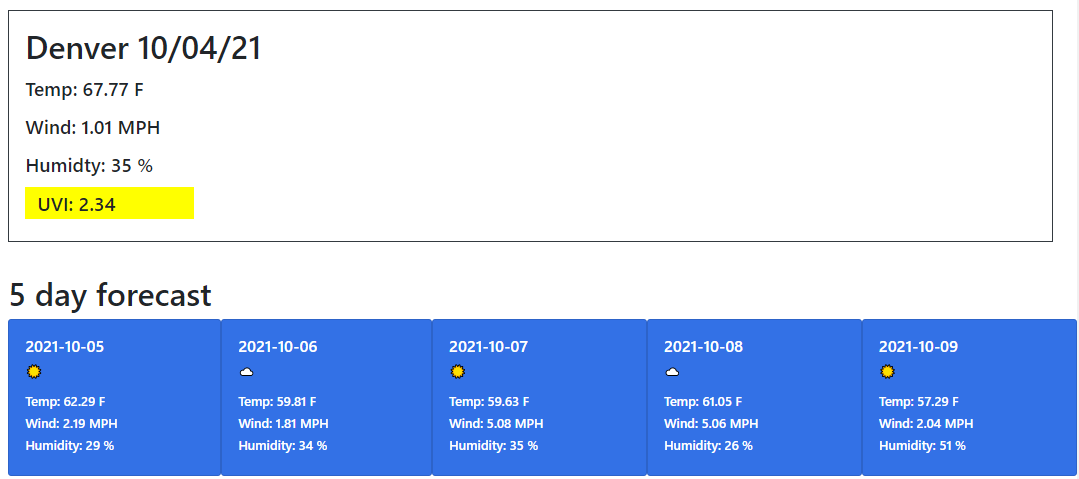 Denver 10/04/21
Temp: 67.77 F
Wind: 1.01 MPH
Humidty: 35 %
UVI: 2.34
5 day forecast
2021-10-05
Temp: 62.29 F
Wind: 2.19 MPH
Humidity: 29 %
2021-10-06
Temp: 59.81 F
Wind: 1.81 MPH
Humidity: 34 %
2021-10-07
Temp: 59.63 F
Wind: 5.08 MPH
Humidity: 35 %
2021-10-08
Temp: 61.05 F
Wind: 5.06 MPH
Humidity: 26 %
2021-10-09
Temp: 57.29 F
Wind: 2.04 MPH
Humidity: 51 %